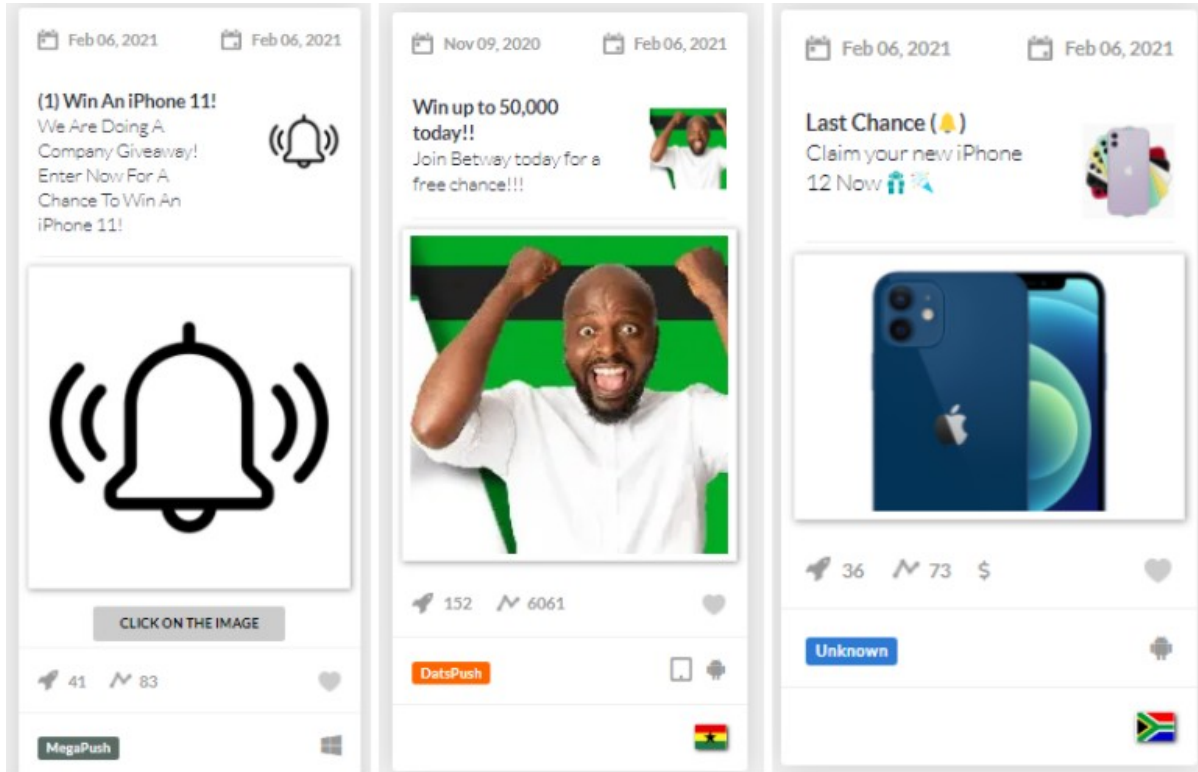 Feb 06, 2021 Feb 06, 2021
(1) Win An iPhone 11!
We Are Doing A
Company Giveaway!
Enter Now For A
Chance To Win An
iPhone 11!
CLICK ON THE IMAGE
41 83
MegaPush
Nov 09, 2020 Feb 06, 2021
Win up to 50,000
today!!
Join Betway today for a
free chance!!!
152 6061
DatsPush
Feb 06, 2021 Feb 06, 2021
Last Chance (🔔)
Claim your new iPhone
12 Now 🎁 🎉
36 73 $
Unknown